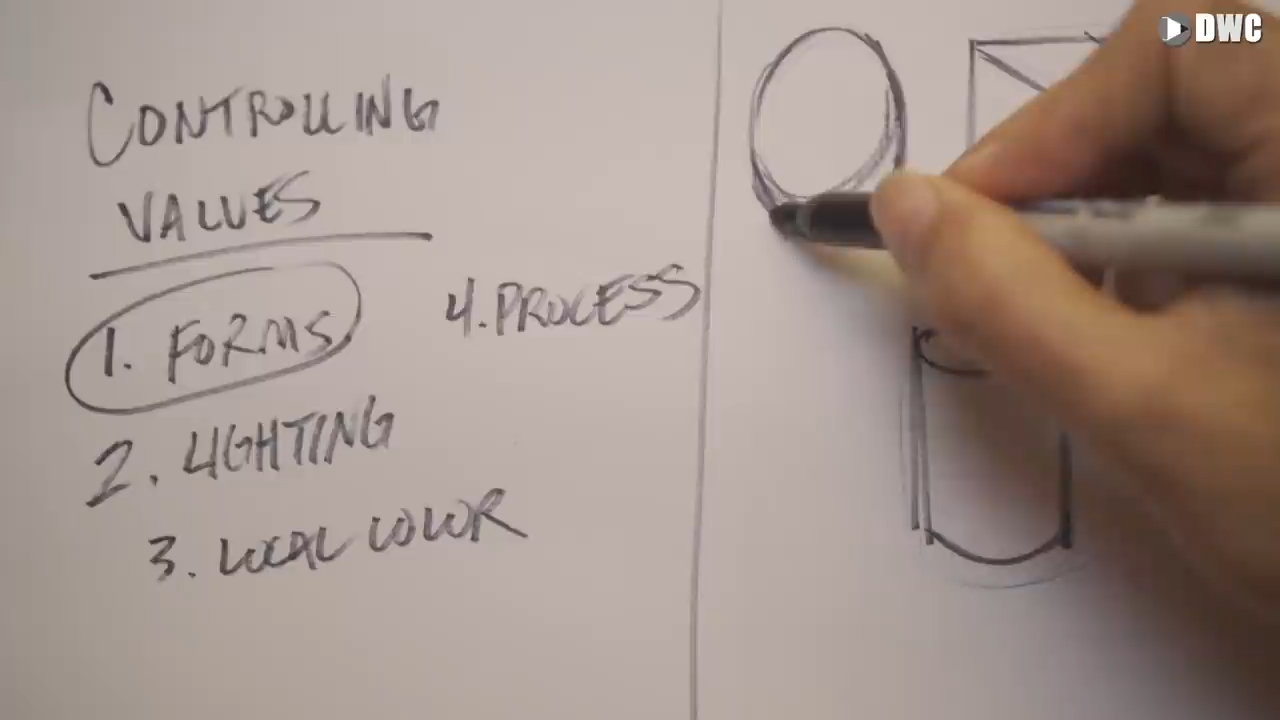 CONTROLLING
VALUES
1. FORMS
2. LIGHTING
3. LOCAL COLOR
4. PROCESS
DWC